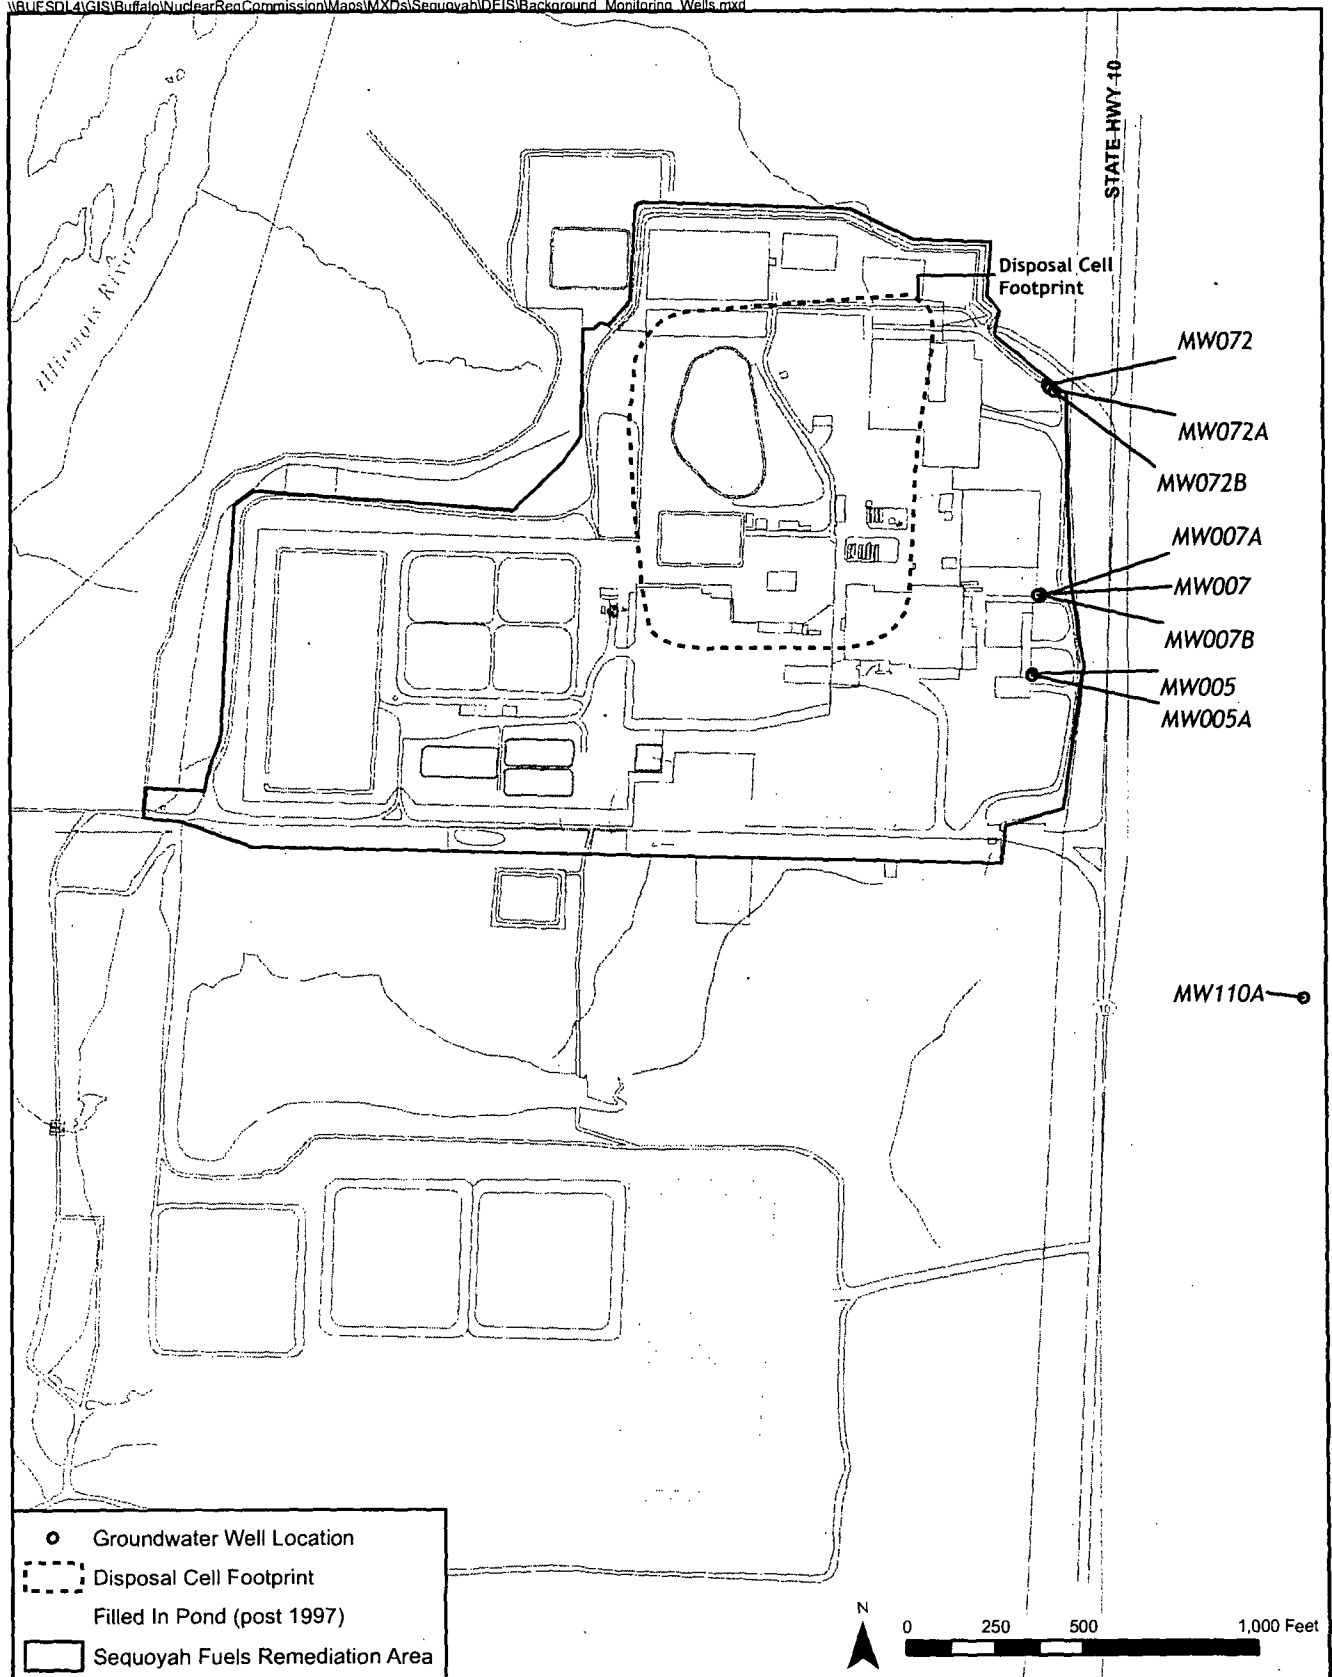 \\BUFSDL4\GIS\Buffalo\NuclearRegCommission\Maps\MXDs\Sequoyah\DEIS\Background_Monitoring_Wells.mxd
STATE HWY 10
Illinois River
Disposal Cell
Footprint
MW072
MW072A
MW072B
MW007A
MW007
MW007B
MW005
MW005A
MW110A
10
Groundwater Well Location
Disposal Cell Footprint
Filled In Pond (post 1997)
Sequoyah Fuels Remediation Area
N
0 250 500 1,000 Feet